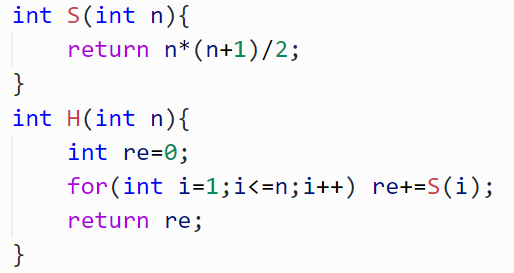 int S(int n){
    return n*(n+1)/2;
}
int H(int n){
    int re=0;
    for(int i=1;i<=n;i++) re+=S(i);
    return re;
}